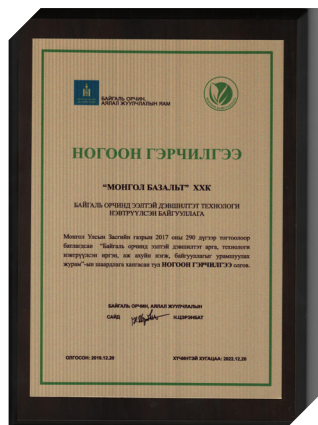 БАЙГАЛЬ ОРЧИН,
АЯЛАЛ ЖУУЛЧЛАЛЫН ЯАМ
НОГООН ГЭРЧИЛГЭЭ
"МОНГОЛ БАЗАЛЬТ" ХХК
БАЙГАЛЬ ОРЧИНД ЭЭЛТЭЙ ДЭВШИЛТЭТ ТЕХНОЛОГИ
НЭВТРҮҮЛСЭН БАЙГУУЛЛАГА
Монгол Улсын Засгийн газрын 2017 оны 290 дүгээр тогтоолоор
батлагдсан "Байгаль орчинд ээлтэй дэвшилтэт арга, технологи
нэвтрүүлсэн иргэн, аж ахуйн нэгж, байгууллагыг урамшуулах
журам"-ын шаардлага хангасан тул НОГООН ГЭРЧИЛГЭЭ олгов.
БАЙГАЛЬ ОРЧИН, АЯЛАЛ ЖУУЛЧЛАЛЫН
САЙД Н.ЦЭРЭНБАТ
ОЛГОСОН: 2019.12.20 ХҮЧИНТЭЙ ХУГАЦАА: 2022.12.20